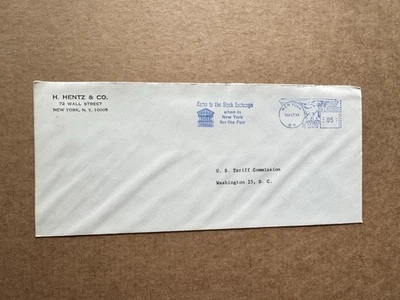 H. HENTZ & CO.
72 WALL STREET
NEW YORK, N. Y. 10005
Come to the Stock Exchange
when in
New York
for the Fair
NEW YORK
N.Y.
05
U. S. Tariff Commission
Washington 25, D. C.